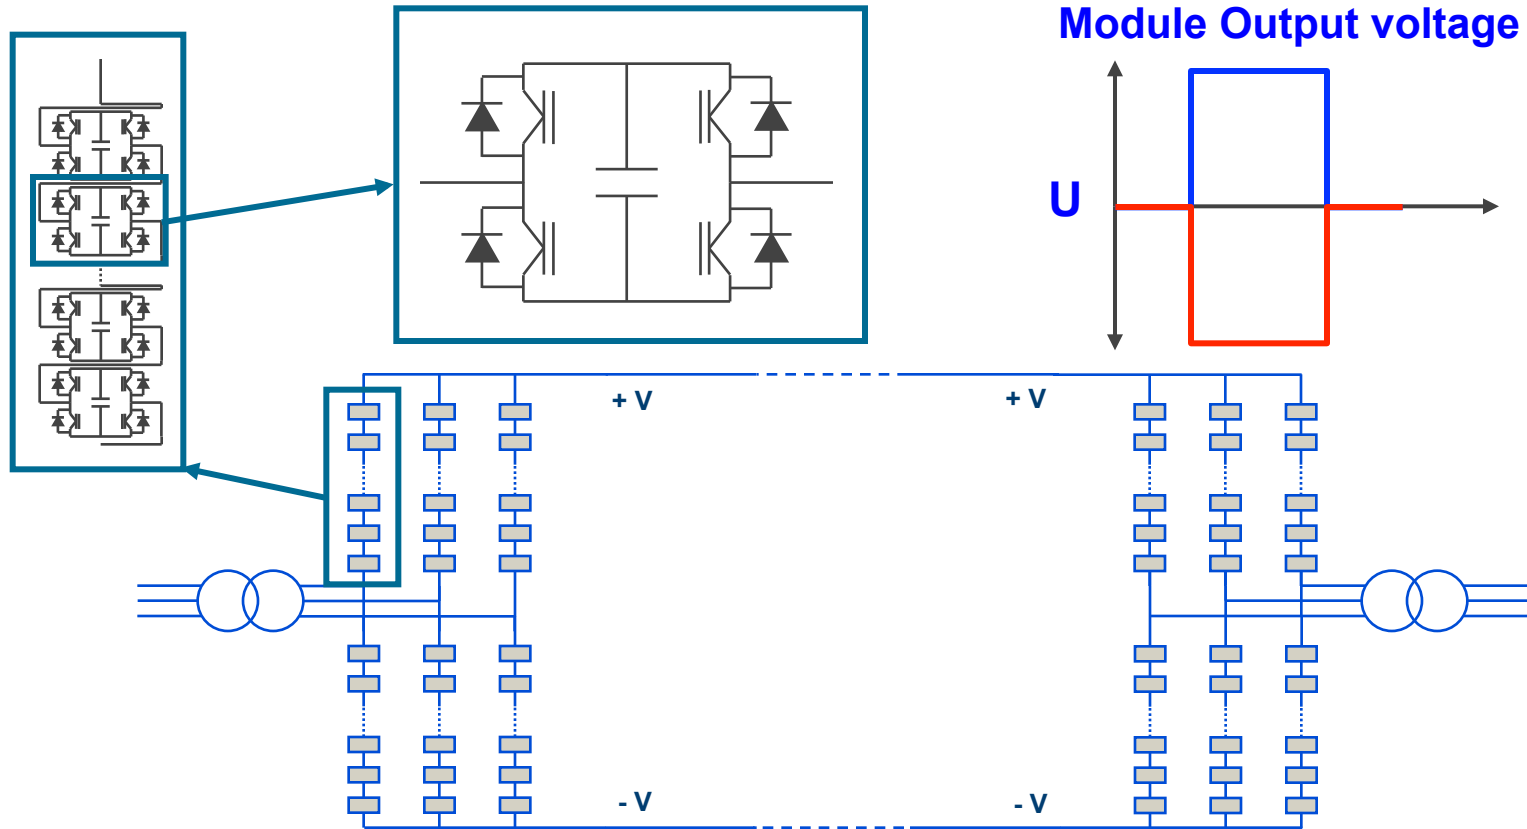 Module Output voltage
U
+ V
+ V
- V
- V